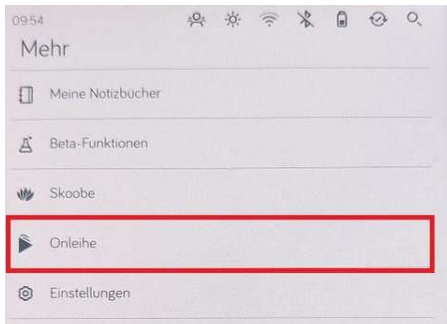 09:54
Mehr
Meine Notizbücher
Beta-Funktionen
Skoobe
Onleihe
Einstellungen